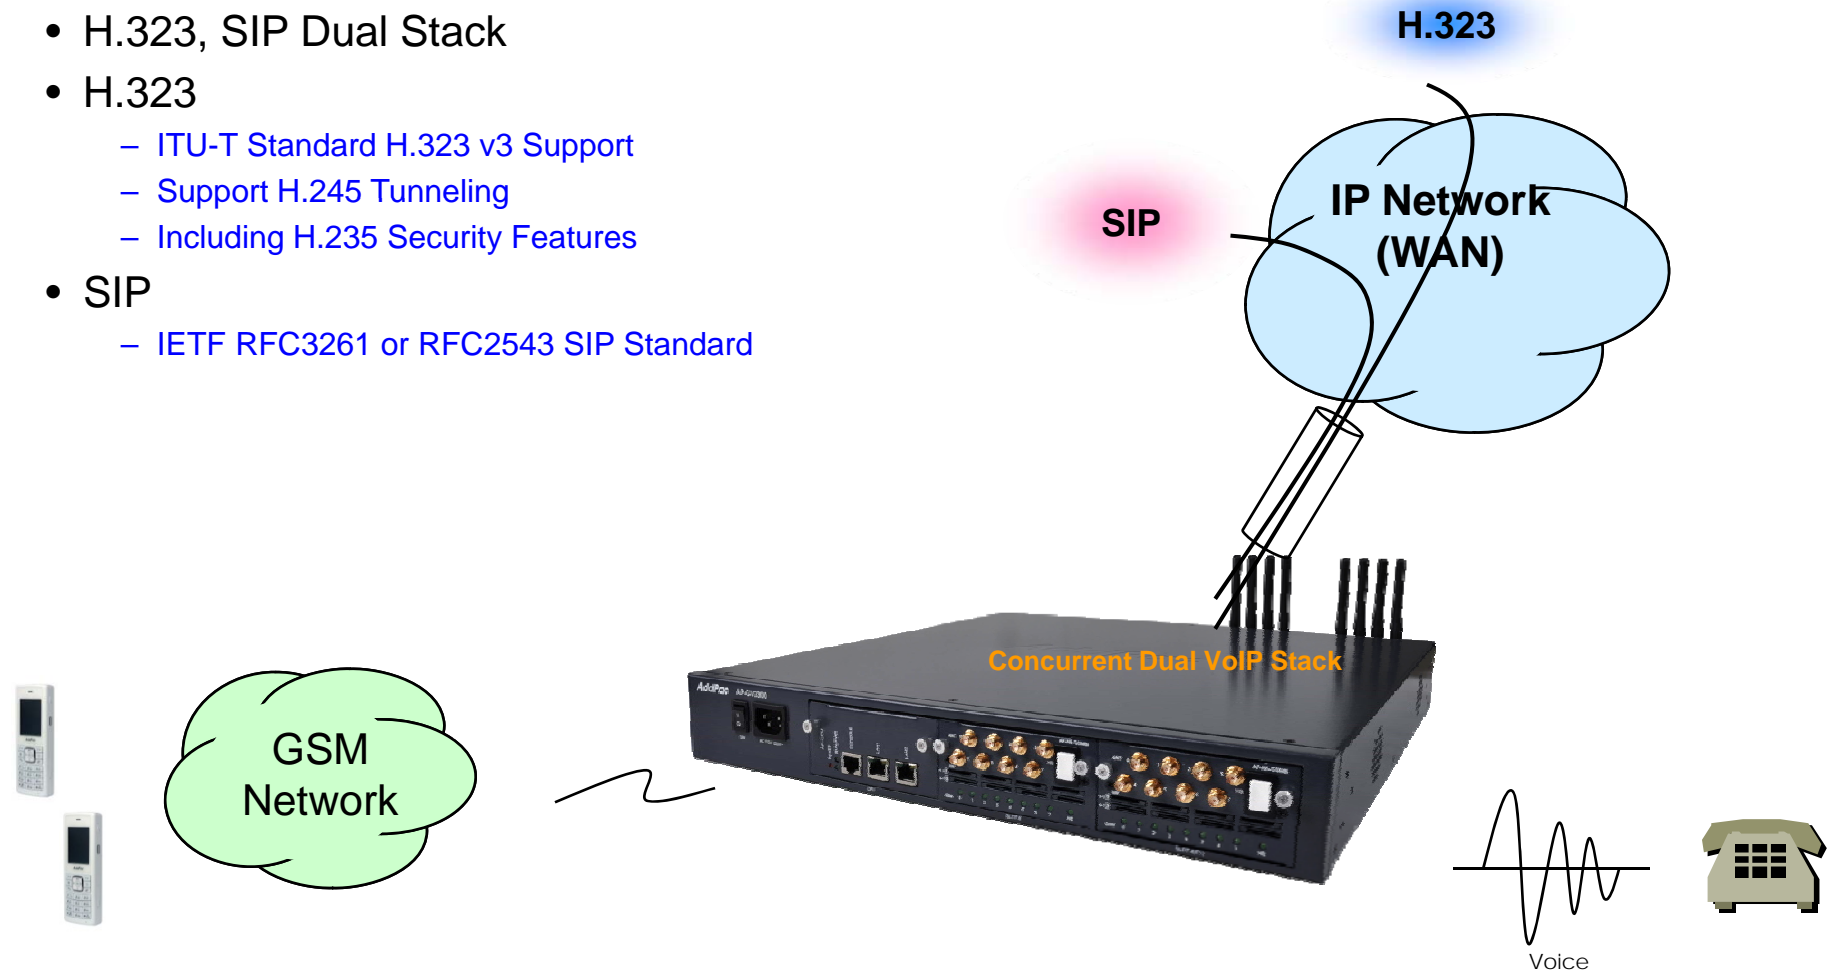 • H.323, SIP Dual Stack
• H.323
– ITU-T Standard H.323 v3 Support
– Support H.245 Tunneling
– Including H.235 Security Features
• SIP
– IETF RFC3261 or RFC2543 SIP Standard
H.323
SIP
IP Network
(WAN)
Concurrent Dual VoIP Stack
AddPac
GSM
Network
Voice